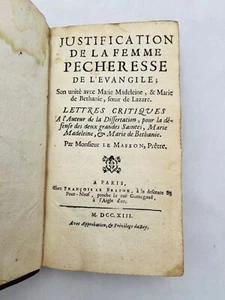 JUSTIFICATION
DE LA FEMME
PECHERESSE
DE L'EVANGILE;
Son unité avec Marie Madeleine, & Marie
de Bethanie, sœur de Lazare.
LETTRES CRITIQUES
A l'Auteur de la Dissertation, pour la dé-
fense des deux grandes Saintes, Marie
Madeleine, & Marie de Bethanie.
Par Monsieur LE MASSON, Prêtre.
A PARIS,
Chez FRANÇOIS LE BRETON, à la descente du
Pont-Neuf, proche la ruë Guenegaud,
à l'Aigle d'or.
M. DCC. XIII.
Avec Approbation, & Privilege du Roy.